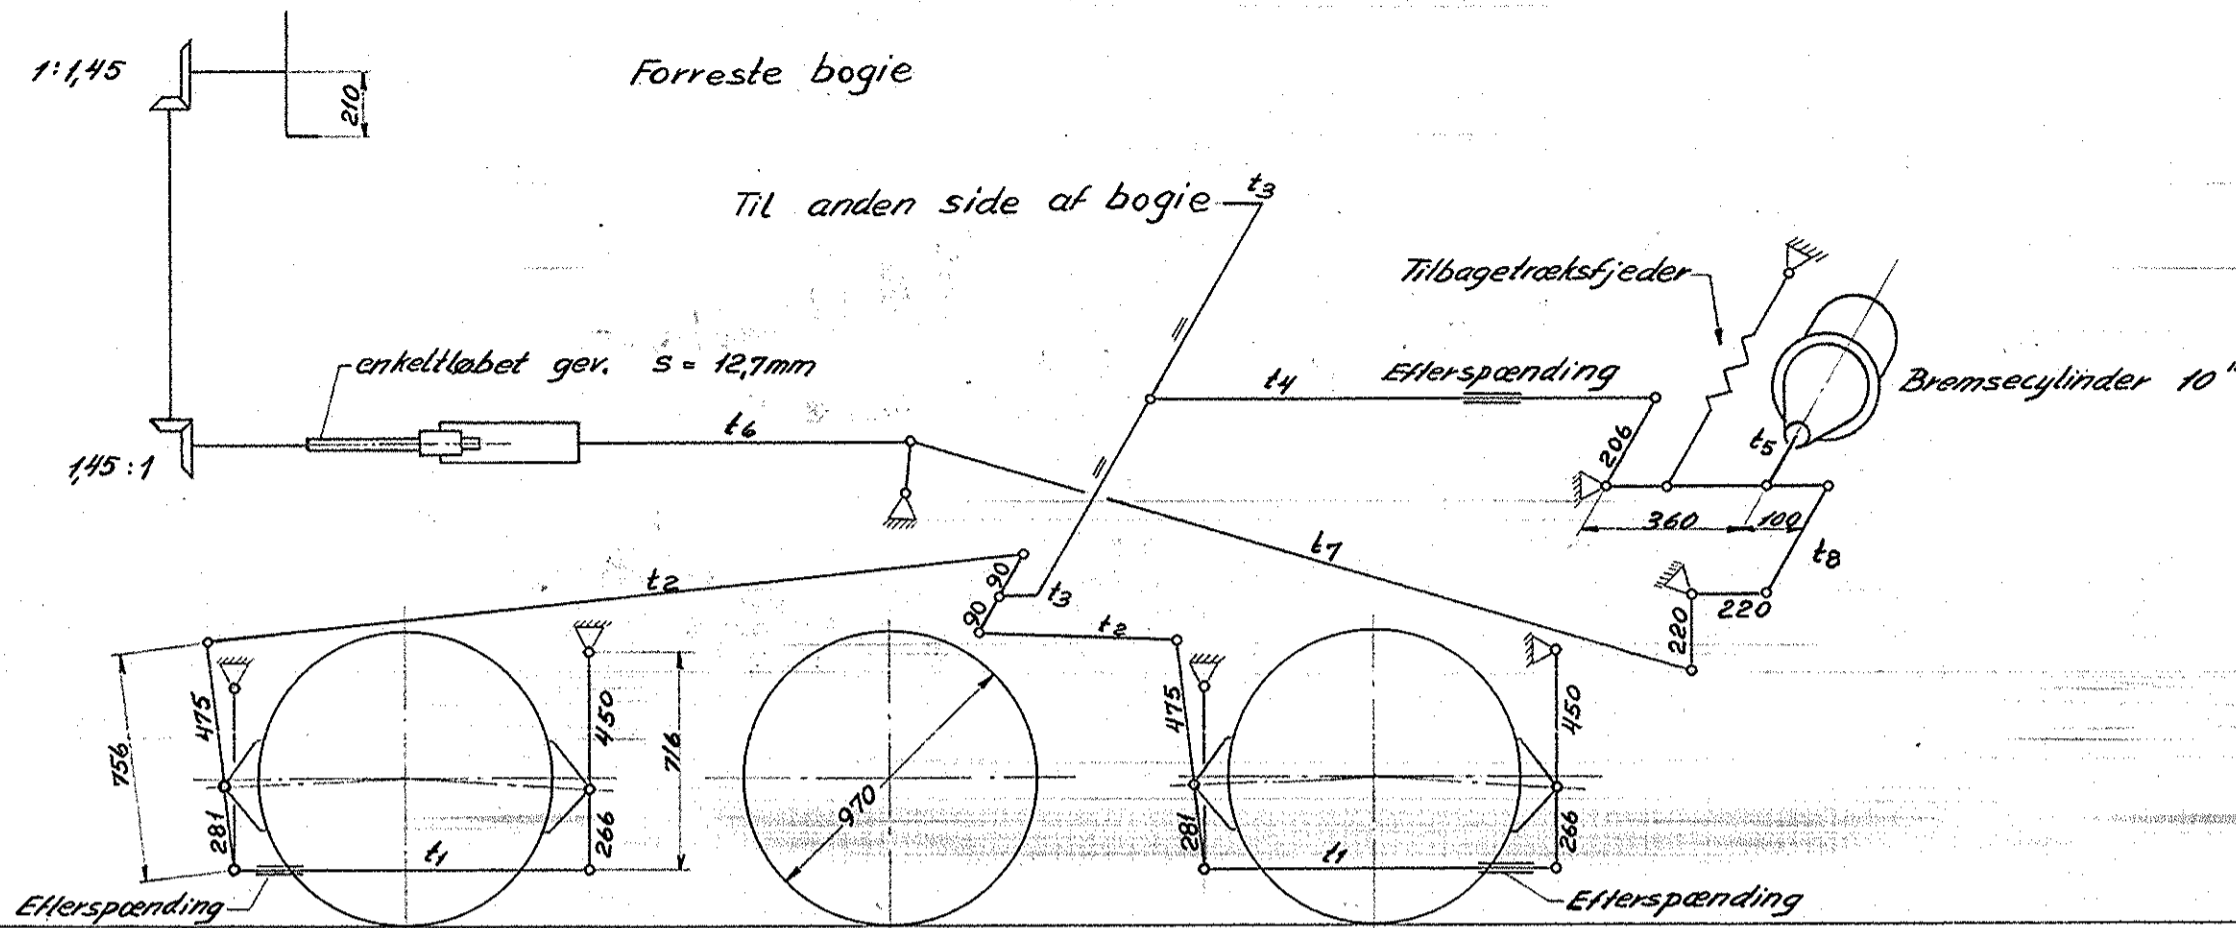 1:1,45
Forreste bogie
210
Til anden side af bogie
t3
Tilbagetræksfjeder
enkeltløbet gev. s = 12,7mm
t4
Efterspænding
Bremsecylinder 10"
t6
206
t5
1,45:1
360
100
t7
t8
t2
90
90
t3
t2
220
220
756
475
281
450
716
266
t1
970
475
281
450
266
t1
Efterspænding
Efterspænding